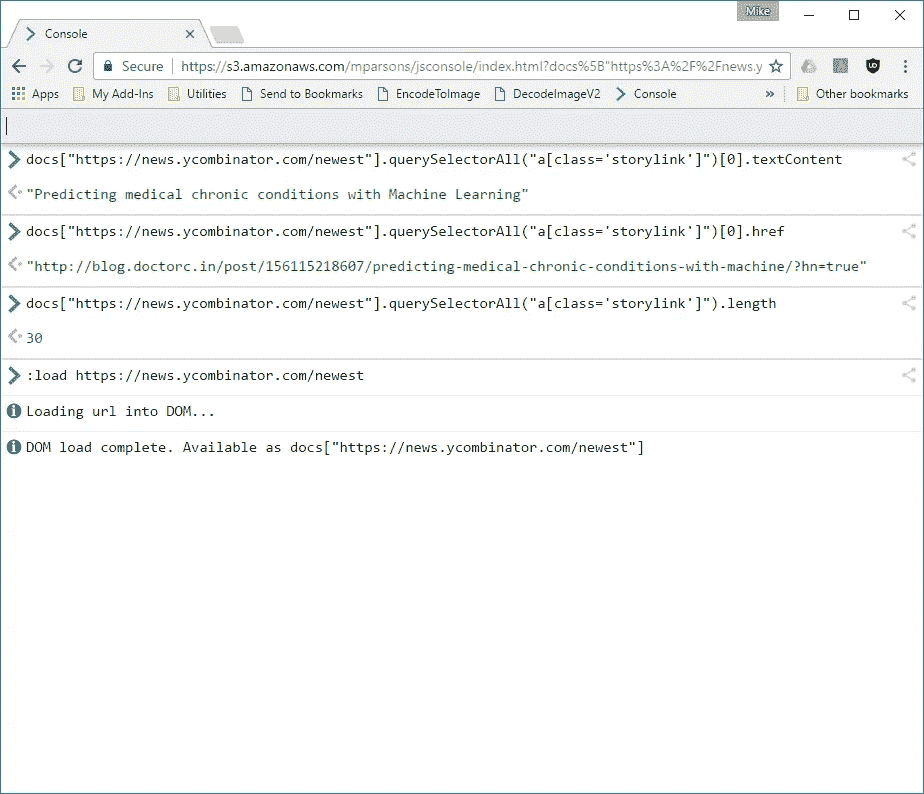 Mike
Console
Secure https://s3.amazonaws.com/mparsons/jsconsole/index.html?docs%5B"https%3A%2F%2Fnews.y
Apps My Add-Ins Utilities Send to Bookmarks EncodeToImage DecodeImageV2 Console » Other bookmarks
docs["https://news.ycombinator.com/newest"].querySelectorAll("a[class='storylink']")[0].textContent
"Predicting medical chronic conditions with Machine Learning"
docs["https://news.ycombinator.com/newest"].querySelectorAll("a[class='storylink']")[0].href
"http://blog.doctorc.in/post/156115218607/predicting-medical-chronic-conditions-with-machine/?hn=true"
docs["https://news.ycombinator.com/newest"].querySelectorAll("a[class='storylink']").length
30
:load https://news.ycombinator.com/newest
Loading url into DOM...
DOM load complete. Available as docs["https://news.ycombinator.com/newest"]